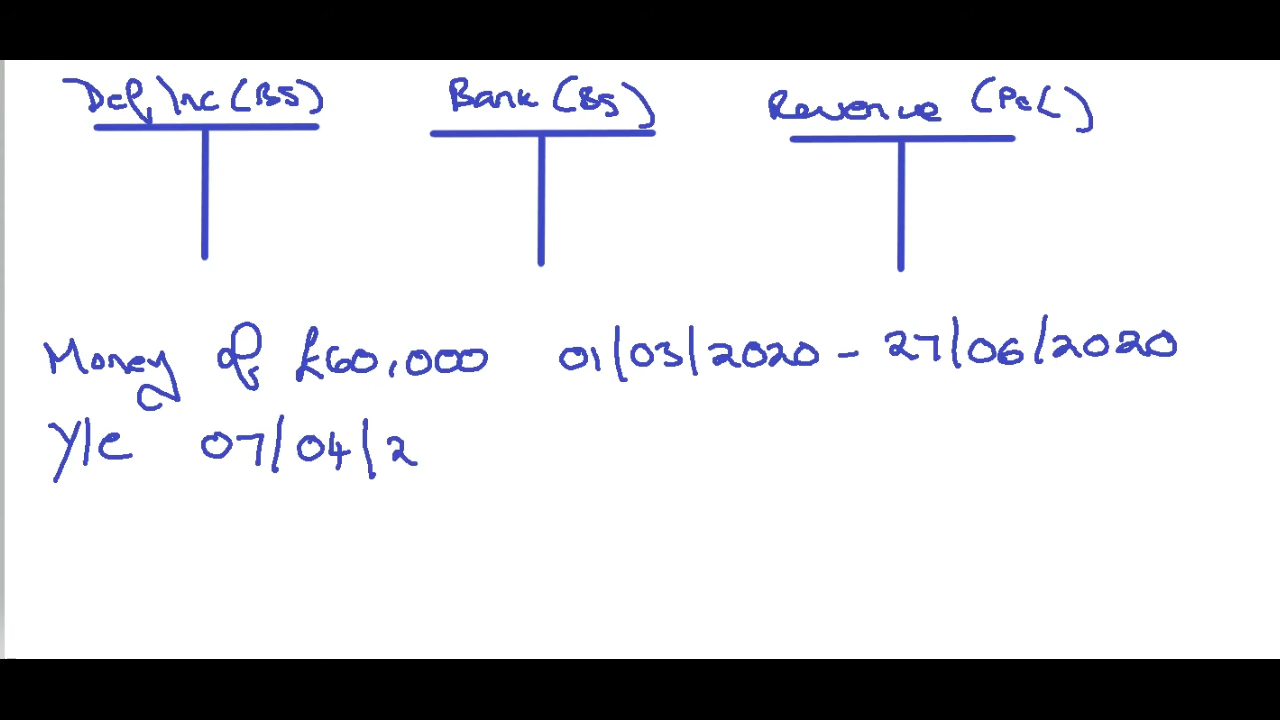 Def Inc (BS) Bank (BS) Revenue (P&L)
Money of £60,000 01/03/2020 - 27/06/2020
Y/E 07/04/2